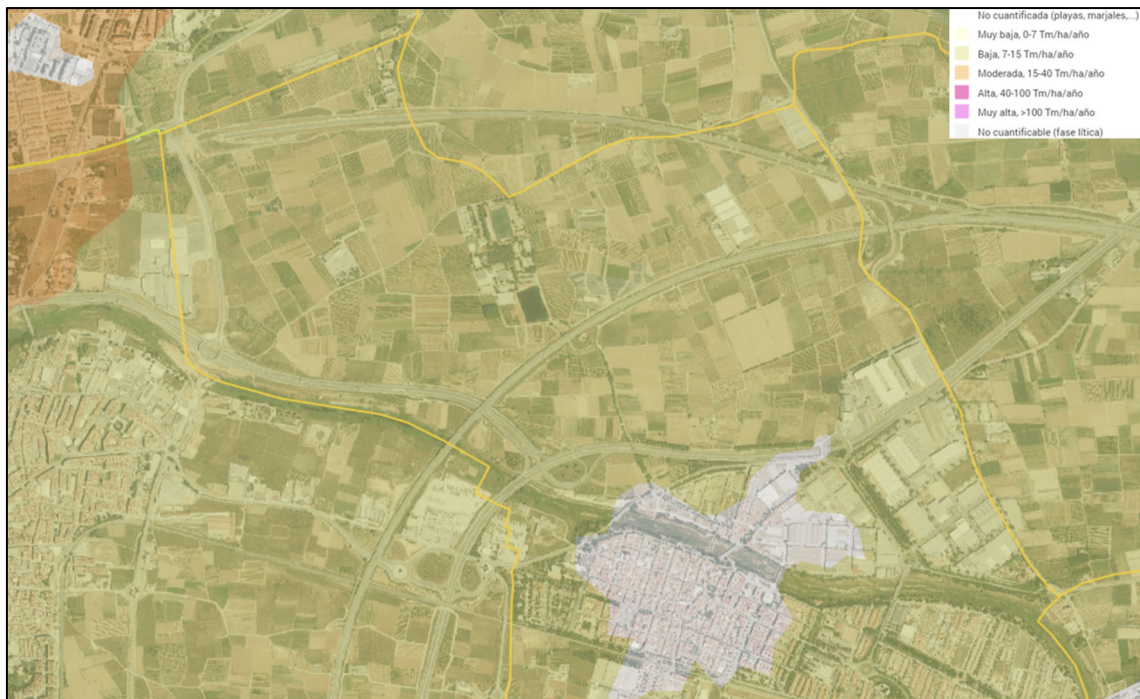 No cuantificada (playas, marjales,...)
Muy baja, 0-7 Tm/ha/año
Baja, 7-15 Tm/ha/año
Moderada, 15-40 Tm/ha/año
Alta, 40-100 Tm/ha/año
Muy alta, >100 Tm/ha/año
No cuantificable (fase lítica)